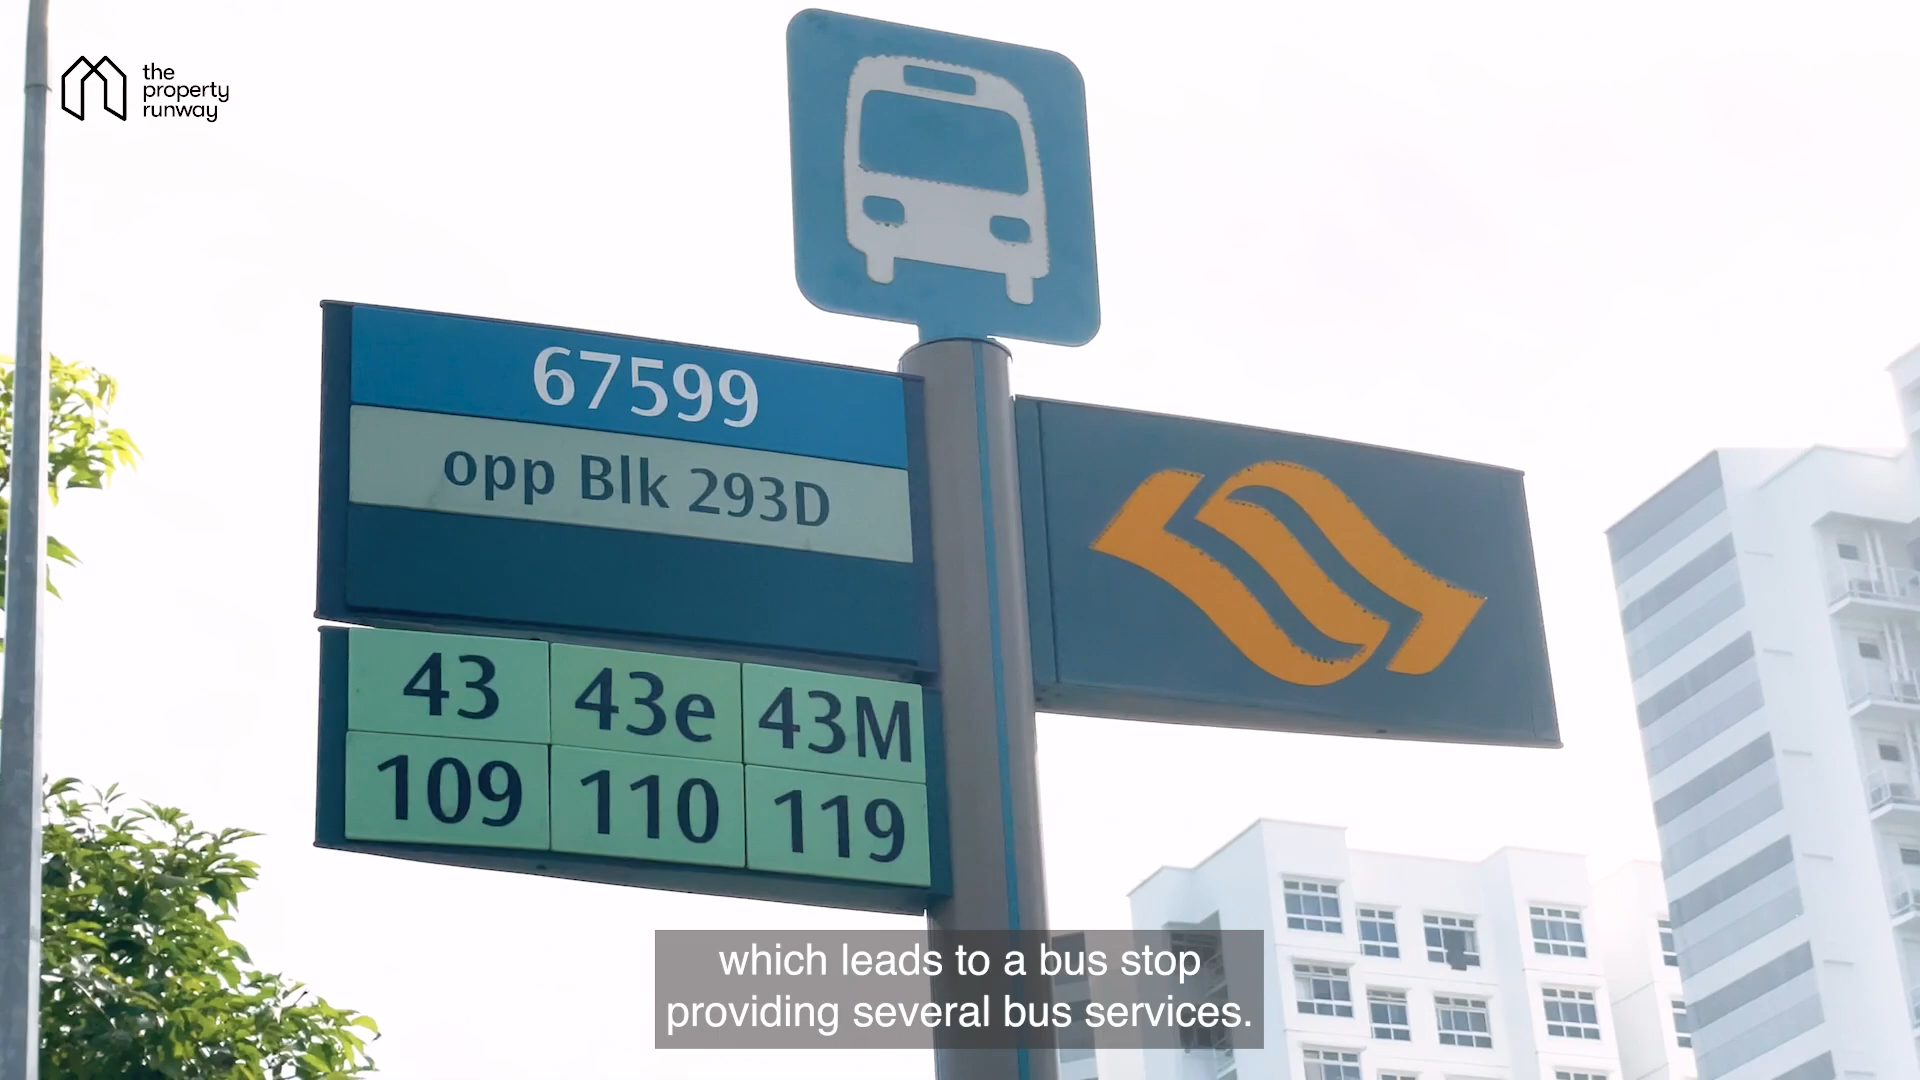 the
property
runway
67599
opp Blk 293D
43 43e 43M
109 110 119
which leads to a bus stop
providing several bus services.